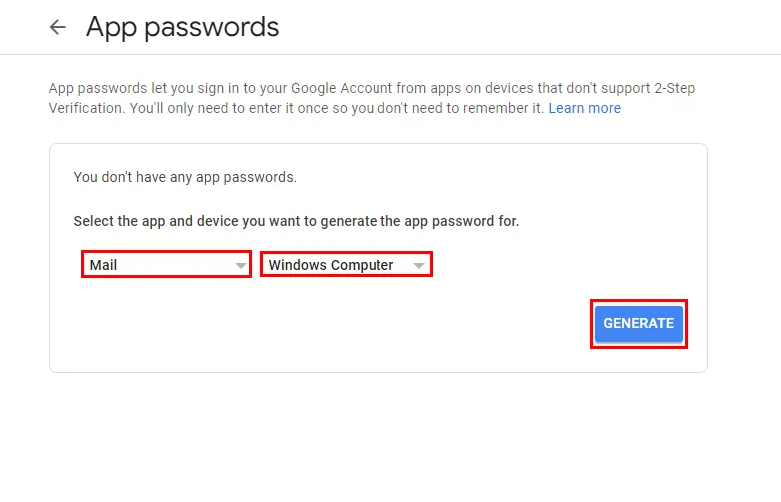 App passwords
App passwords let you sign in to your Google Account from apps on devices that don't support 2-Step
Verification. You'll only need to enter it once so you don't need to remember it. Learn more
You don't have any app passwords.
Select the app and device you want to generate the app password for.
Mail Windows Computer
GENERATE